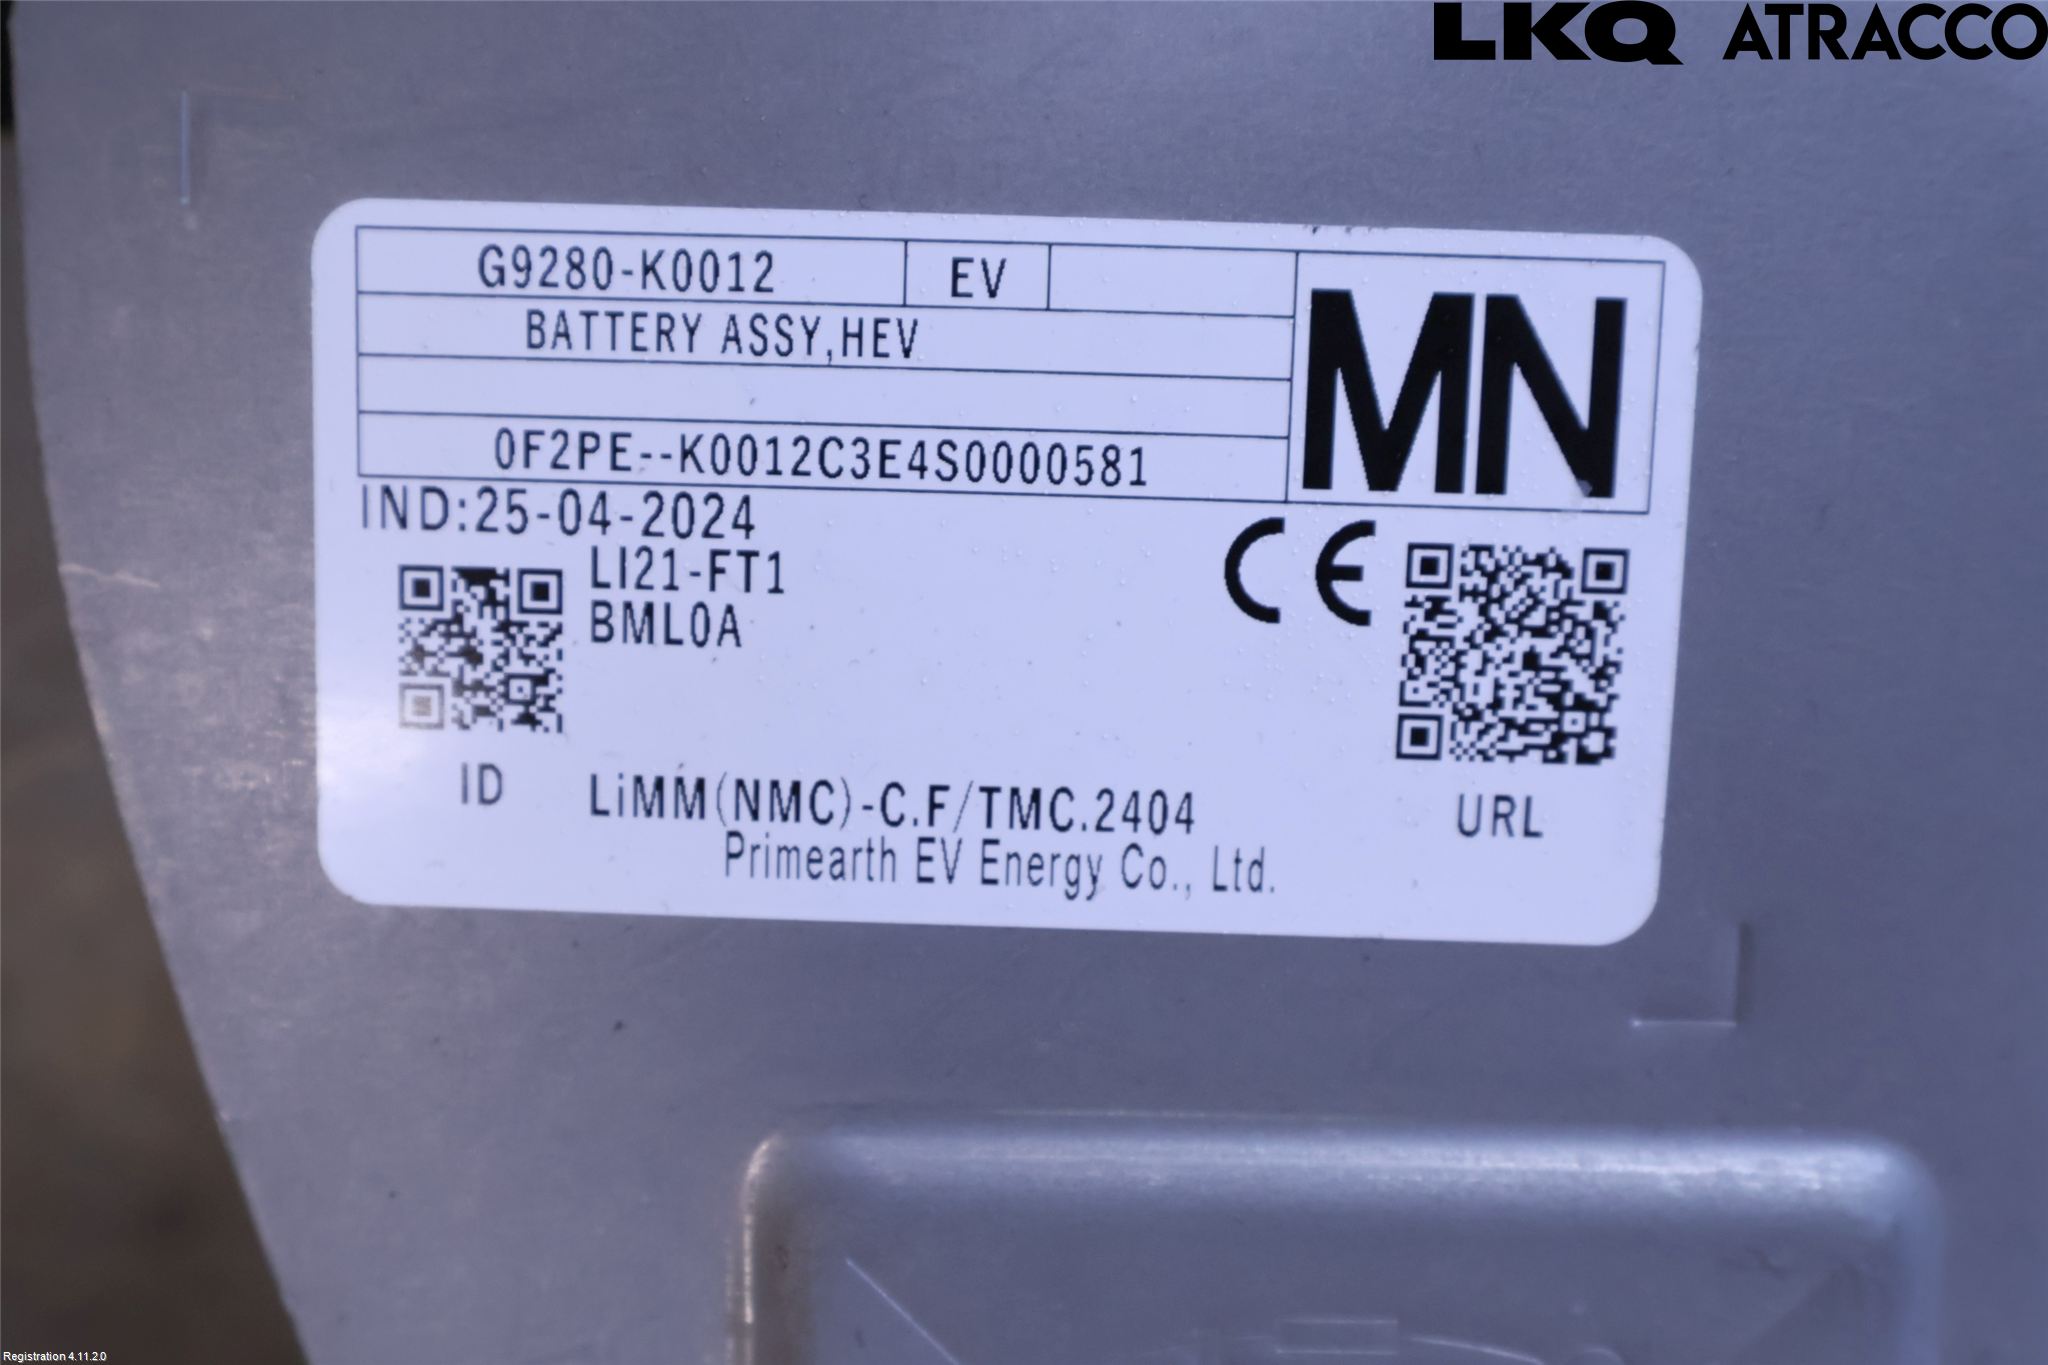 LKQ ATRACCO
G9280-K0012 EV
BATTERY ASSY,HEV
MN
0F2PE--K0012C3E4S0000581
IND:25-04-2024
LI21-FT1
BML0A
CE
ID
LiMM(NMC)-C.F/TMC.2404
URL
Primearth EV Energy Co., Ltd.
Registration 4.11.2.0